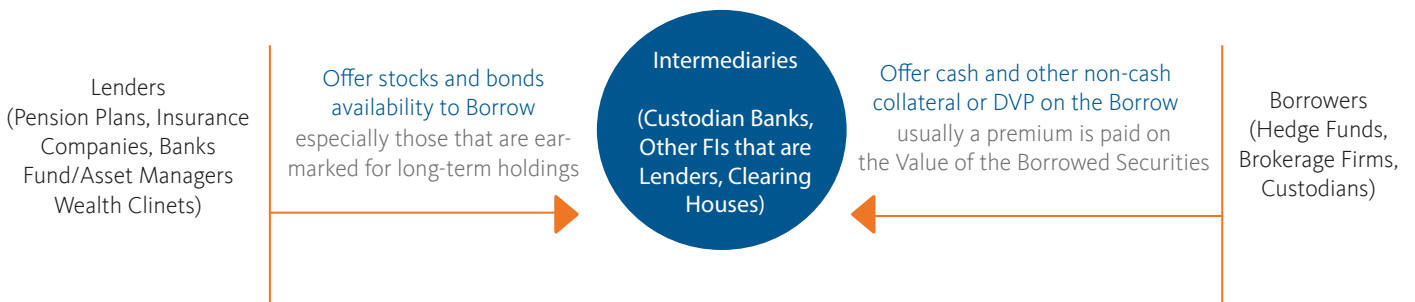 Lenders
(Pension Plans, Insurance
Companies, Banks
Fund/Asset Managers
Wealth Clinets)
Offer stocks and bonds
availability to Borrow
especially those that are ear-
marked for long-term holdings
Intermediaries
(Custodian Banks,
Other FIs that are
Lenders, Clearing
Houses)
Offer cash and other non-cash
collateral or DVP on the Borrow
usually a premium is paid on
the Value of the Borrowed Securities
Borrowers
(Hedge Funds,
Brokerage Firms,
Custodians)